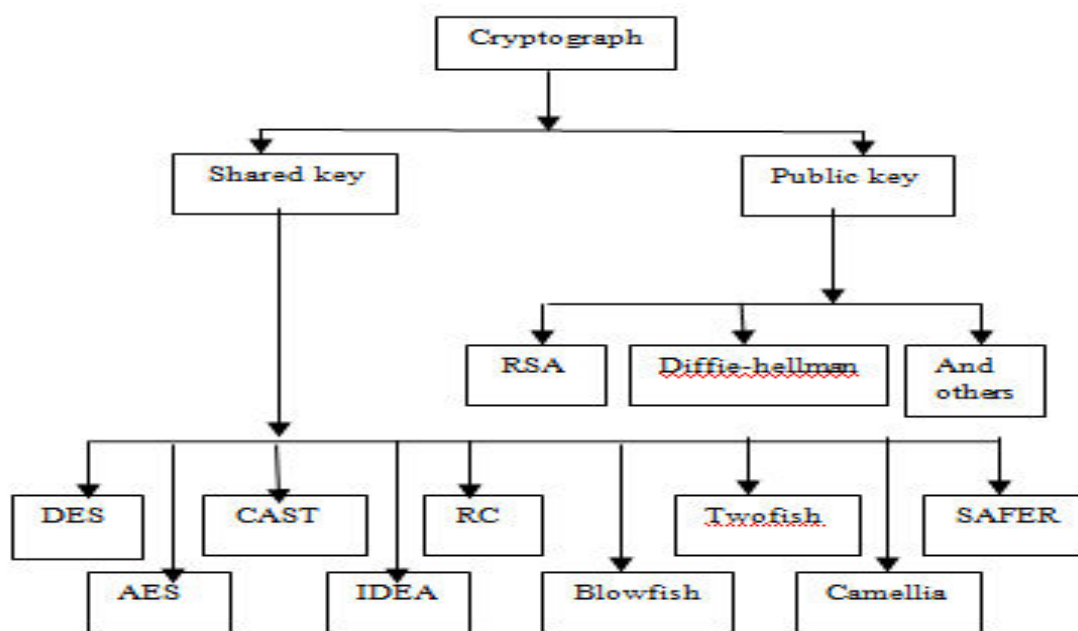 Cryptograph
Shared key
Public key
RSA
Diffie-hellman
And
others
DES
CAST
RC
Twofish
SAFER
AES
IDEA
Blowfish
Camellia